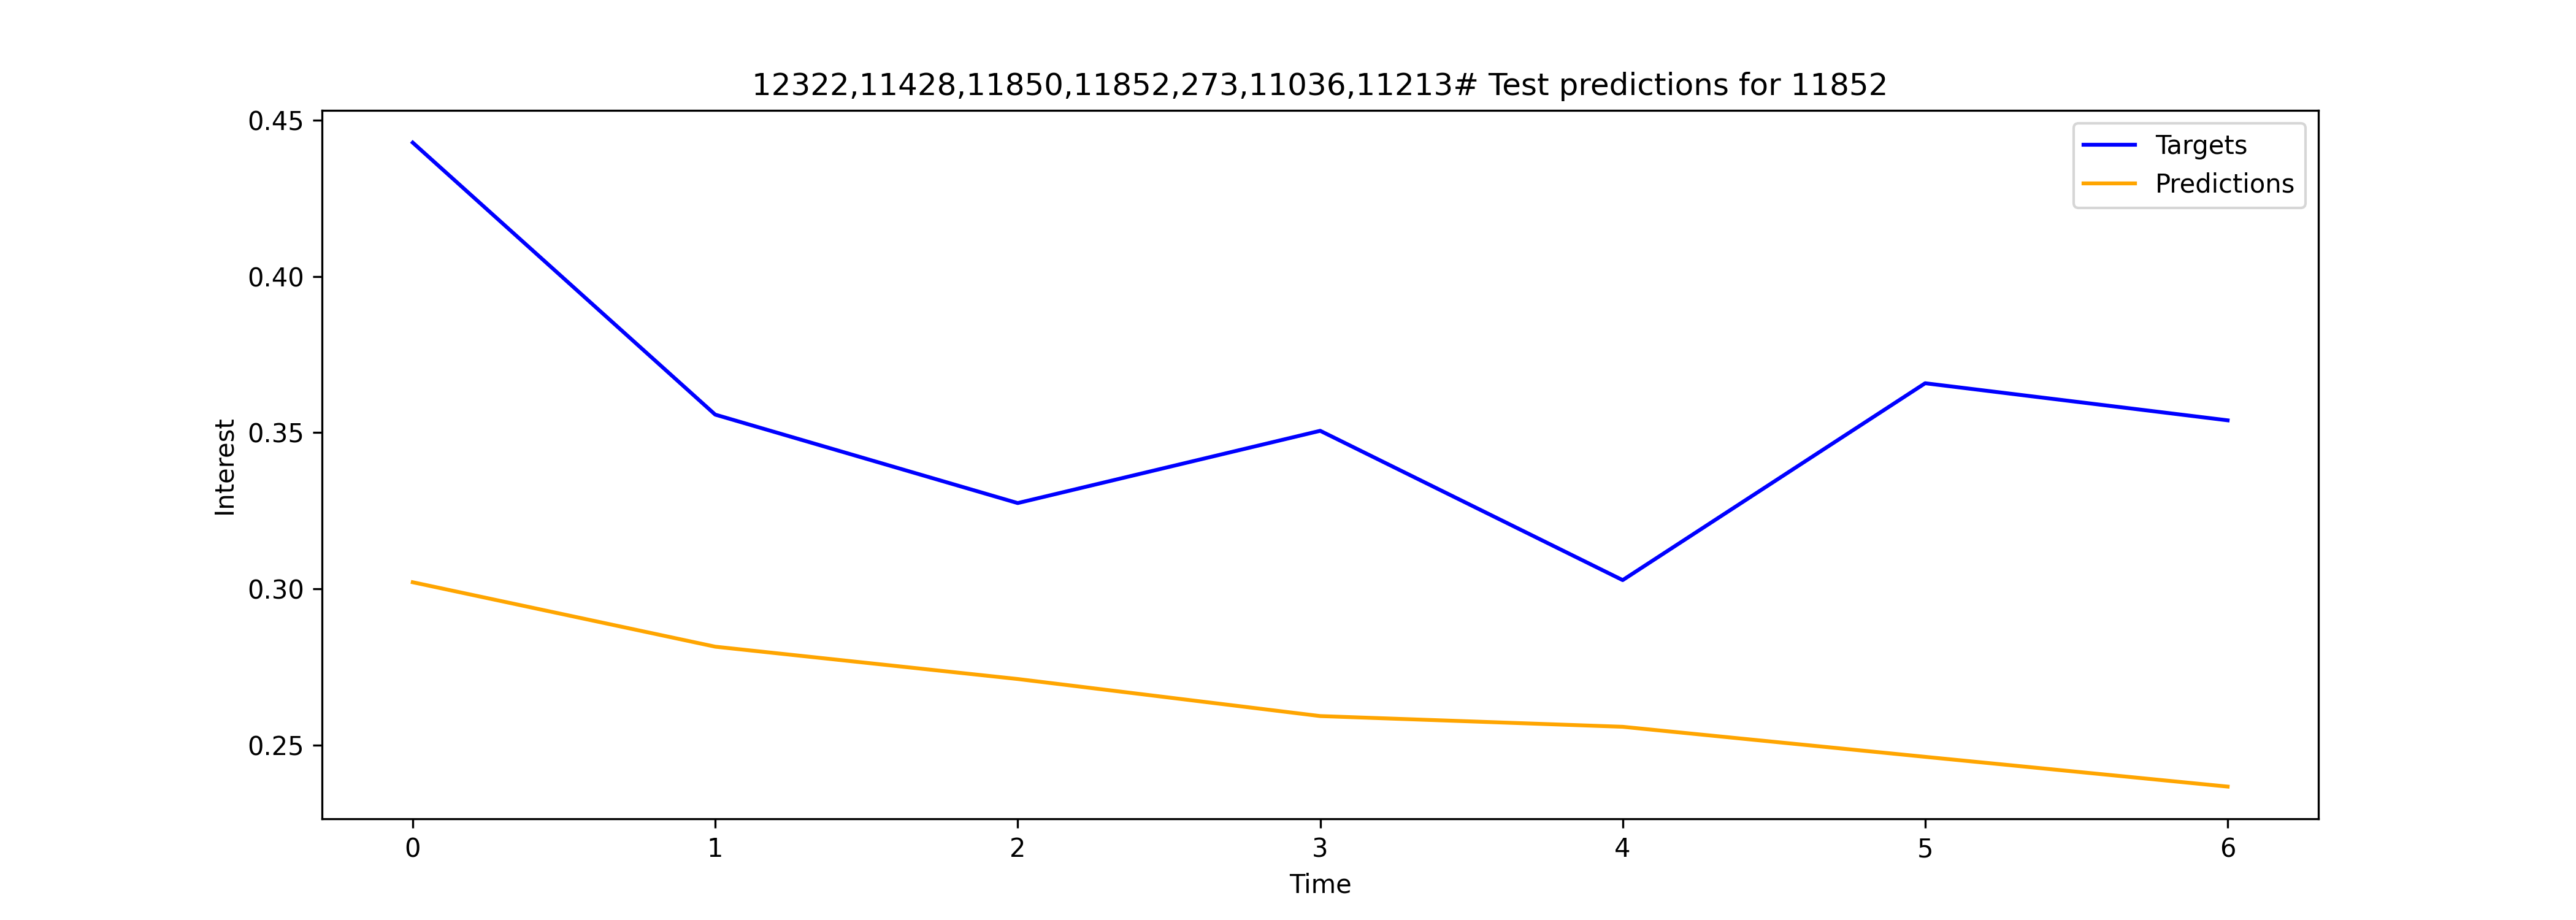 12322,11428,11850,11852,273,11036,11213# Test predictions for 11852
0.45
0.40
0.35
0.30
0.25
Interest
Targets
Predictions
0 1 2 3 4 5 6
Time